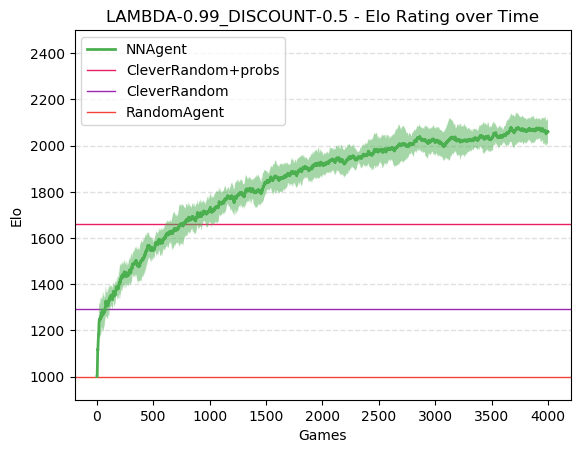 LAMBDA-0.99_DISCOUNT-0.5 - Elo Rating over Time
NNAgent
CleverRandom+probs
CleverRandom
RandomAgent
Elo
2400
2200
2000
1800
1600
1400
1200
1000
0 500 1000 1500 2000 2500 3000 3500 4000
Games